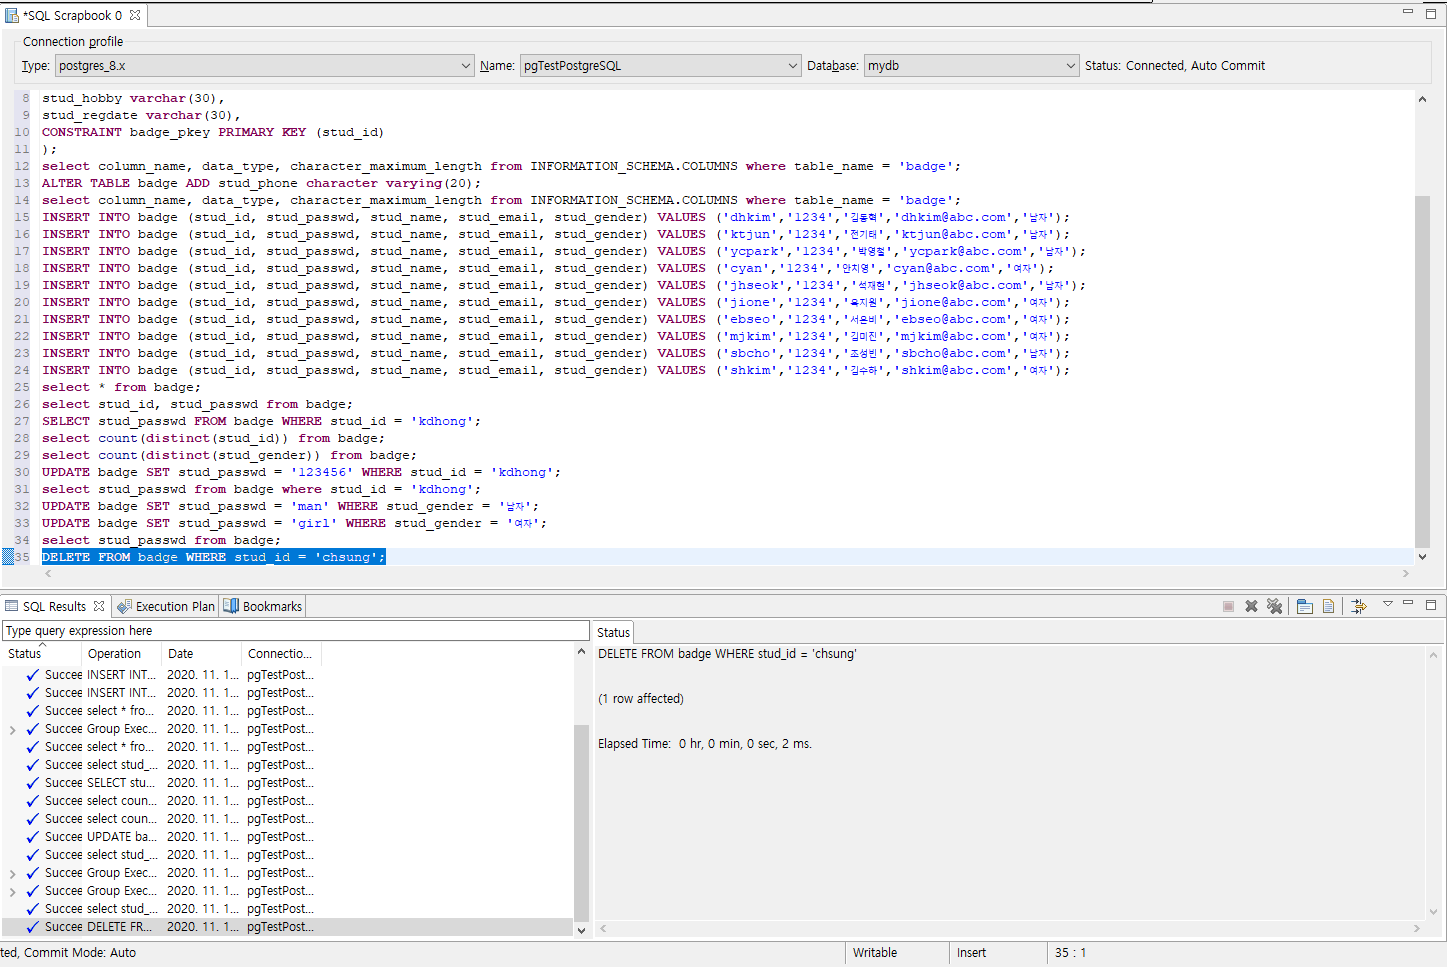 *SQL Scrapbook 0
Connection profile
Type: postgres_8.x Name: pgTestPostgreSQL Database: mydb Status: Connected, Auto Commit
8 stud_hobby varchar(30),
9 stud_regdate varchar(30),
10 CONSTRAINT badge_pkey PRIMARY KEY (stud_id)
11 );
12 select column_name, data_type, character_maximum_length from INFORMATION_SCHEMA.COLUMNS where table_name = 'badge';
13 ALTER TABLE badge ADD stud_phone character varying(20);
14 select column_name, data_type, character_maximum_length from INFORMATION_SCHEMA.COLUMNS where table_name = 'badge';
15 INSERT INTO badge (stud_id, stud_passwd, stud_name, stud_email, stud_gender) VALUES ('dhkim','1234','김동혁','dhkim@abc.com','남자');
16 INSERT INTO badge (stud_id, stud_passwd, stud_name, stud_email, stud_gender) VALUES ('ktjun','1234','전기태','ktjun@abc.com','남자');
17 INSERT INTO badge (stud_id, stud_passwd, stud_name, stud_email, stud_gender) VALUES ('ycpark','1234','박영철','ycpark@abc.com','남자');
18 INSERT INTO badge (stud_id, stud_passwd, stud_name, stud_email, stud_gender) VALUES ('cyan','1234','안치영','cyan@abc.com','여자');
19 INSERT INTO badge (stud_id, stud_passwd, stud_name, stud_email, stud_gender) VALUES ('jhseok','1234','석재현','jhseok@abc.com','남자');
20 INSERT INTO badge (stud_id, stud_passwd, stud_name, stud_email, stud_gender) VALUES ('jione','1234','옥지원','jione@abc.com','여자');
21 INSERT INTO badge (stud_id, stud_passwd, stud_name, stud_email, stud_gender) VALUES ('ebseo','1234','서은비','ebseo@abc.com','여자');
22 INSERT INTO badge (stud_id, stud_passwd, stud_name, stud_email, stud_gender) VALUES ('mjkim','1234','김미진','mjkim@abc.com','여자');
23 INSERT INTO badge (stud_id, stud_passwd, stud_name, stud_email, stud_gender) VALUES ('sbcho','1234','조성빈','sbcho@abc.com','남자');
24 INSERT INTO badge (stud_id, stud_passwd, stud_name, stud_email, stud_gender) VALUES ('shkim','1234','김수하','shkim@abc.com','여자');
25 select * from badge;
26 select stud_id, stud_passwd from badge;
27 SELECT stud_passwd FROM badge WHERE stud_id = 'kdhong';
28 select count(distinct(stud_id)) from badge;
29 select count(distinct(stud_gender)) from badge;
30 UPDATE badge SET stud_passwd = '123456' WHERE stud_id = 'kdhong';
31 select stud_passwd from badge where stud_id = 'kdhong';
32 UPDATE badge SET stud_passwd = 'man' WHERE stud_gender = '남자';
33 UPDATE badge SET stud_passwd = 'girl' WHERE stud_gender = '여자';
34 select stud_passwd from badge;
35 DELETE FROM badge WHERE stud_id = 'chsung';
SQL Results Execution Plan Bookmarks
Type query expression here
Status
Status Operation Date Connectio...
DELETE FROM badge WHERE stud_id = 'chsung'
Succee INSERT INT... 2020. 11. 1... pgTestPost...
Succee INSERT INT... 2020. 11. 1... pgTestPost...
(1 row affected)
Succee select * fro... 2020. 11. 1... pgTestPost...
Succee Group Exec... 2020. 11. 1... pgTestPost...
Succee select * fro... 2020. 11. 1... pgTestPost...
Elapsed Time: 0 hr, 0 min, 0 sec, 2 ms.
Succee select stud_... 2020. 11. 1... pgTestPost...
Succee SELECT stu... 2020. 11. 1... pgTestPost...
Succee select coun... 2020. 11. 1... pgTestPost...
Succee select coun... 2020. 11. 1... pgTestPost...
Succee UPDATE ba... 2020. 11. 1... pgTestPost...
Succee select stud_... 2020. 11. 1... pgTestPost...
Succee Group Exec... 2020. 11. 1... pgTestPost...
Succee Group Exec... 2020. 11. 1... pgTestPost...
Succee select stud_... 2020. 11. 1... pgTestPost...
Succee DELETE FR... 2020. 11. 1... pgTestPost...
ted, Commit Mode: Auto Writable Insert 35 : 1